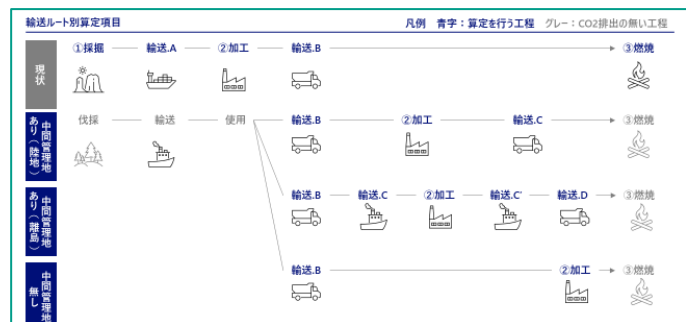 輸送ルート別算定項目
凡例 青字：算定を行う工程 グレー：CO2排出の無い工程
現状
①採掘 輸送.A ②加工 輸送.B ③燃焼
中間管理地
あり(陸地)
伐採 輸送 使用 輸送.B ②加工 輸送.C ③燃焼
中間管理地
あり(離島)
輸送.B 輸送.C ②加工 輸送.C' 輸送.D ③燃焼
中間管理地
無し
輸送.B ②加工 ③燃焼